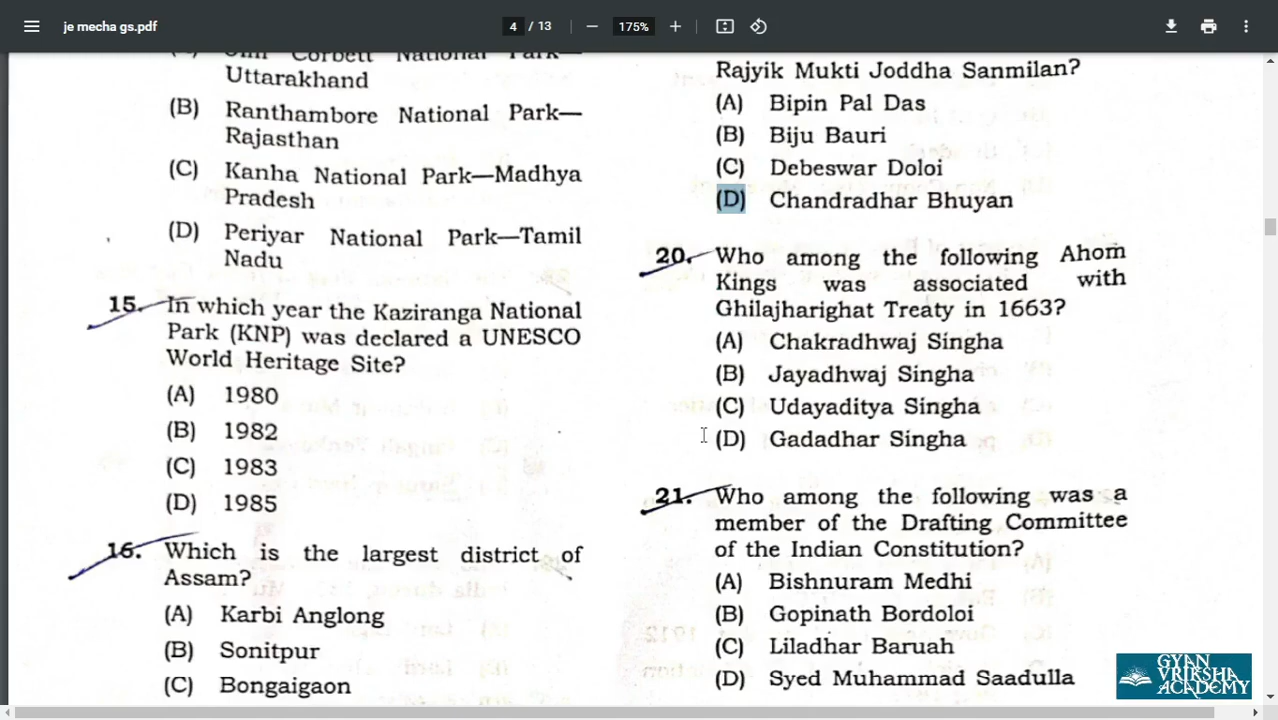 je mecha gs.pdf
4 / 13
175%
Jim Corbett National Park—
Uttarakhand
(B) Ranthambore National Park—
Rajasthan
(C) Kanha National Park—Madhya
Pradesh
(D) Periyar National Park—Tamil
Nadu
15. In which year the Kaziranga National
Park (KNP) was declared a UNESCO
World Heritage Site?
(A) 1980
(B) 1982
(C) 1983
(D) 1985
16. Which is the largest district of
Assam?
(A) Karbi Anglong
(B) Sonitpur
(C) Bongaigaon
Rajyik Mukti Joddha Sanmilan?
(A) Bipin Pal Das
(B) Biju Bauri
(C) Debeswar Doloi
(D) Chandradhar Bhuyan
20. Who among the following Ahom
Kings was associated with
Ghilajharighat Treaty in 1663?
(A) Chakradhwaj Singha
(B) Jayadhwaj Singha
(C) Udayaditya Singha
(D) Gadadhar Singha
21. Who among the following was a
member of the Drafting Committee
of the Indian Constitution?
(A) Bishnuram Medhi
(B) Gopinath Bordoloi
(C) Liladhar Baruah
(D) Syed Muhammad Saadulla
GYAN
VRIKSHA
ACADEMY